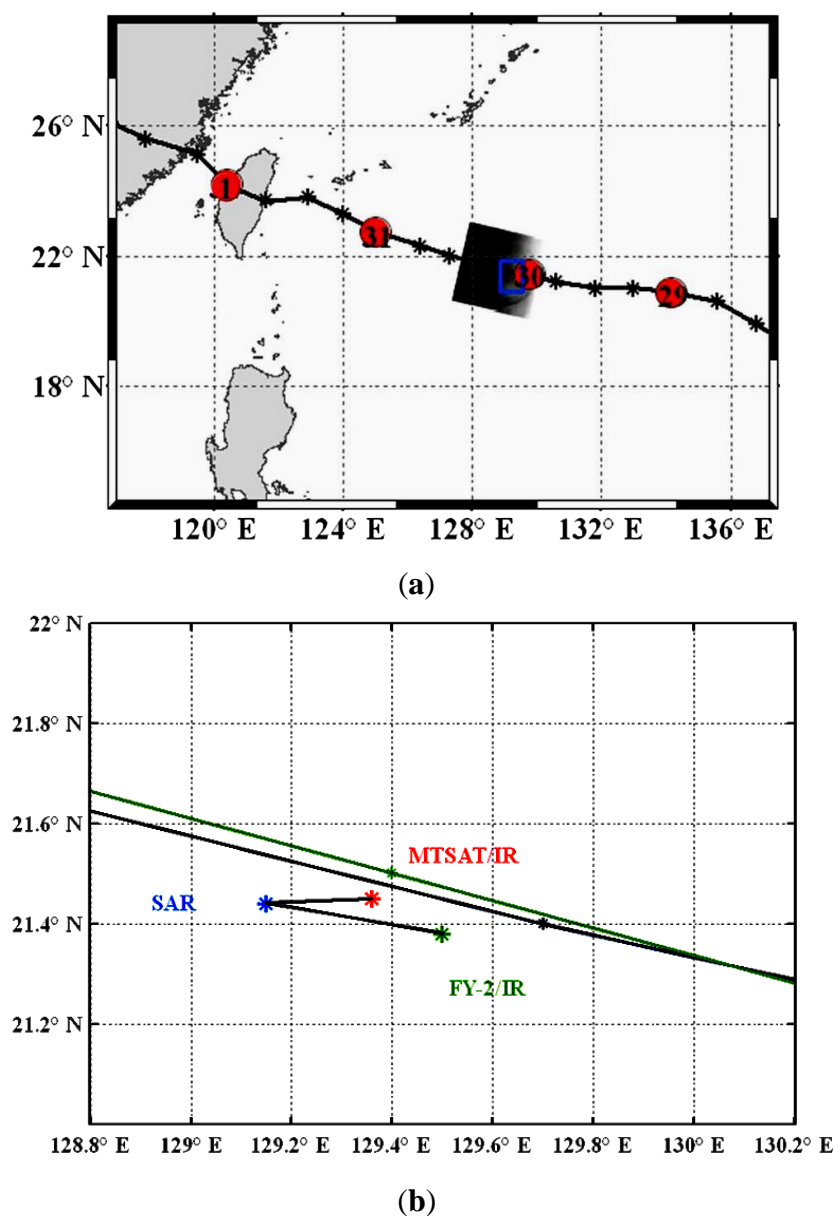 26° N
1
31
22° N
30
29
18° N
120° E 124° E 128° E 132° E 136° E
(a)
22° N
21.8° N
21.6° N
MTSAT/IR
SAR
21.4° N
FY-2/IR
21.2° N
128.8° E 129° E 129.2° E 129.4° E 129.6° E 129.8° E 130° E 130.2° E
(b)